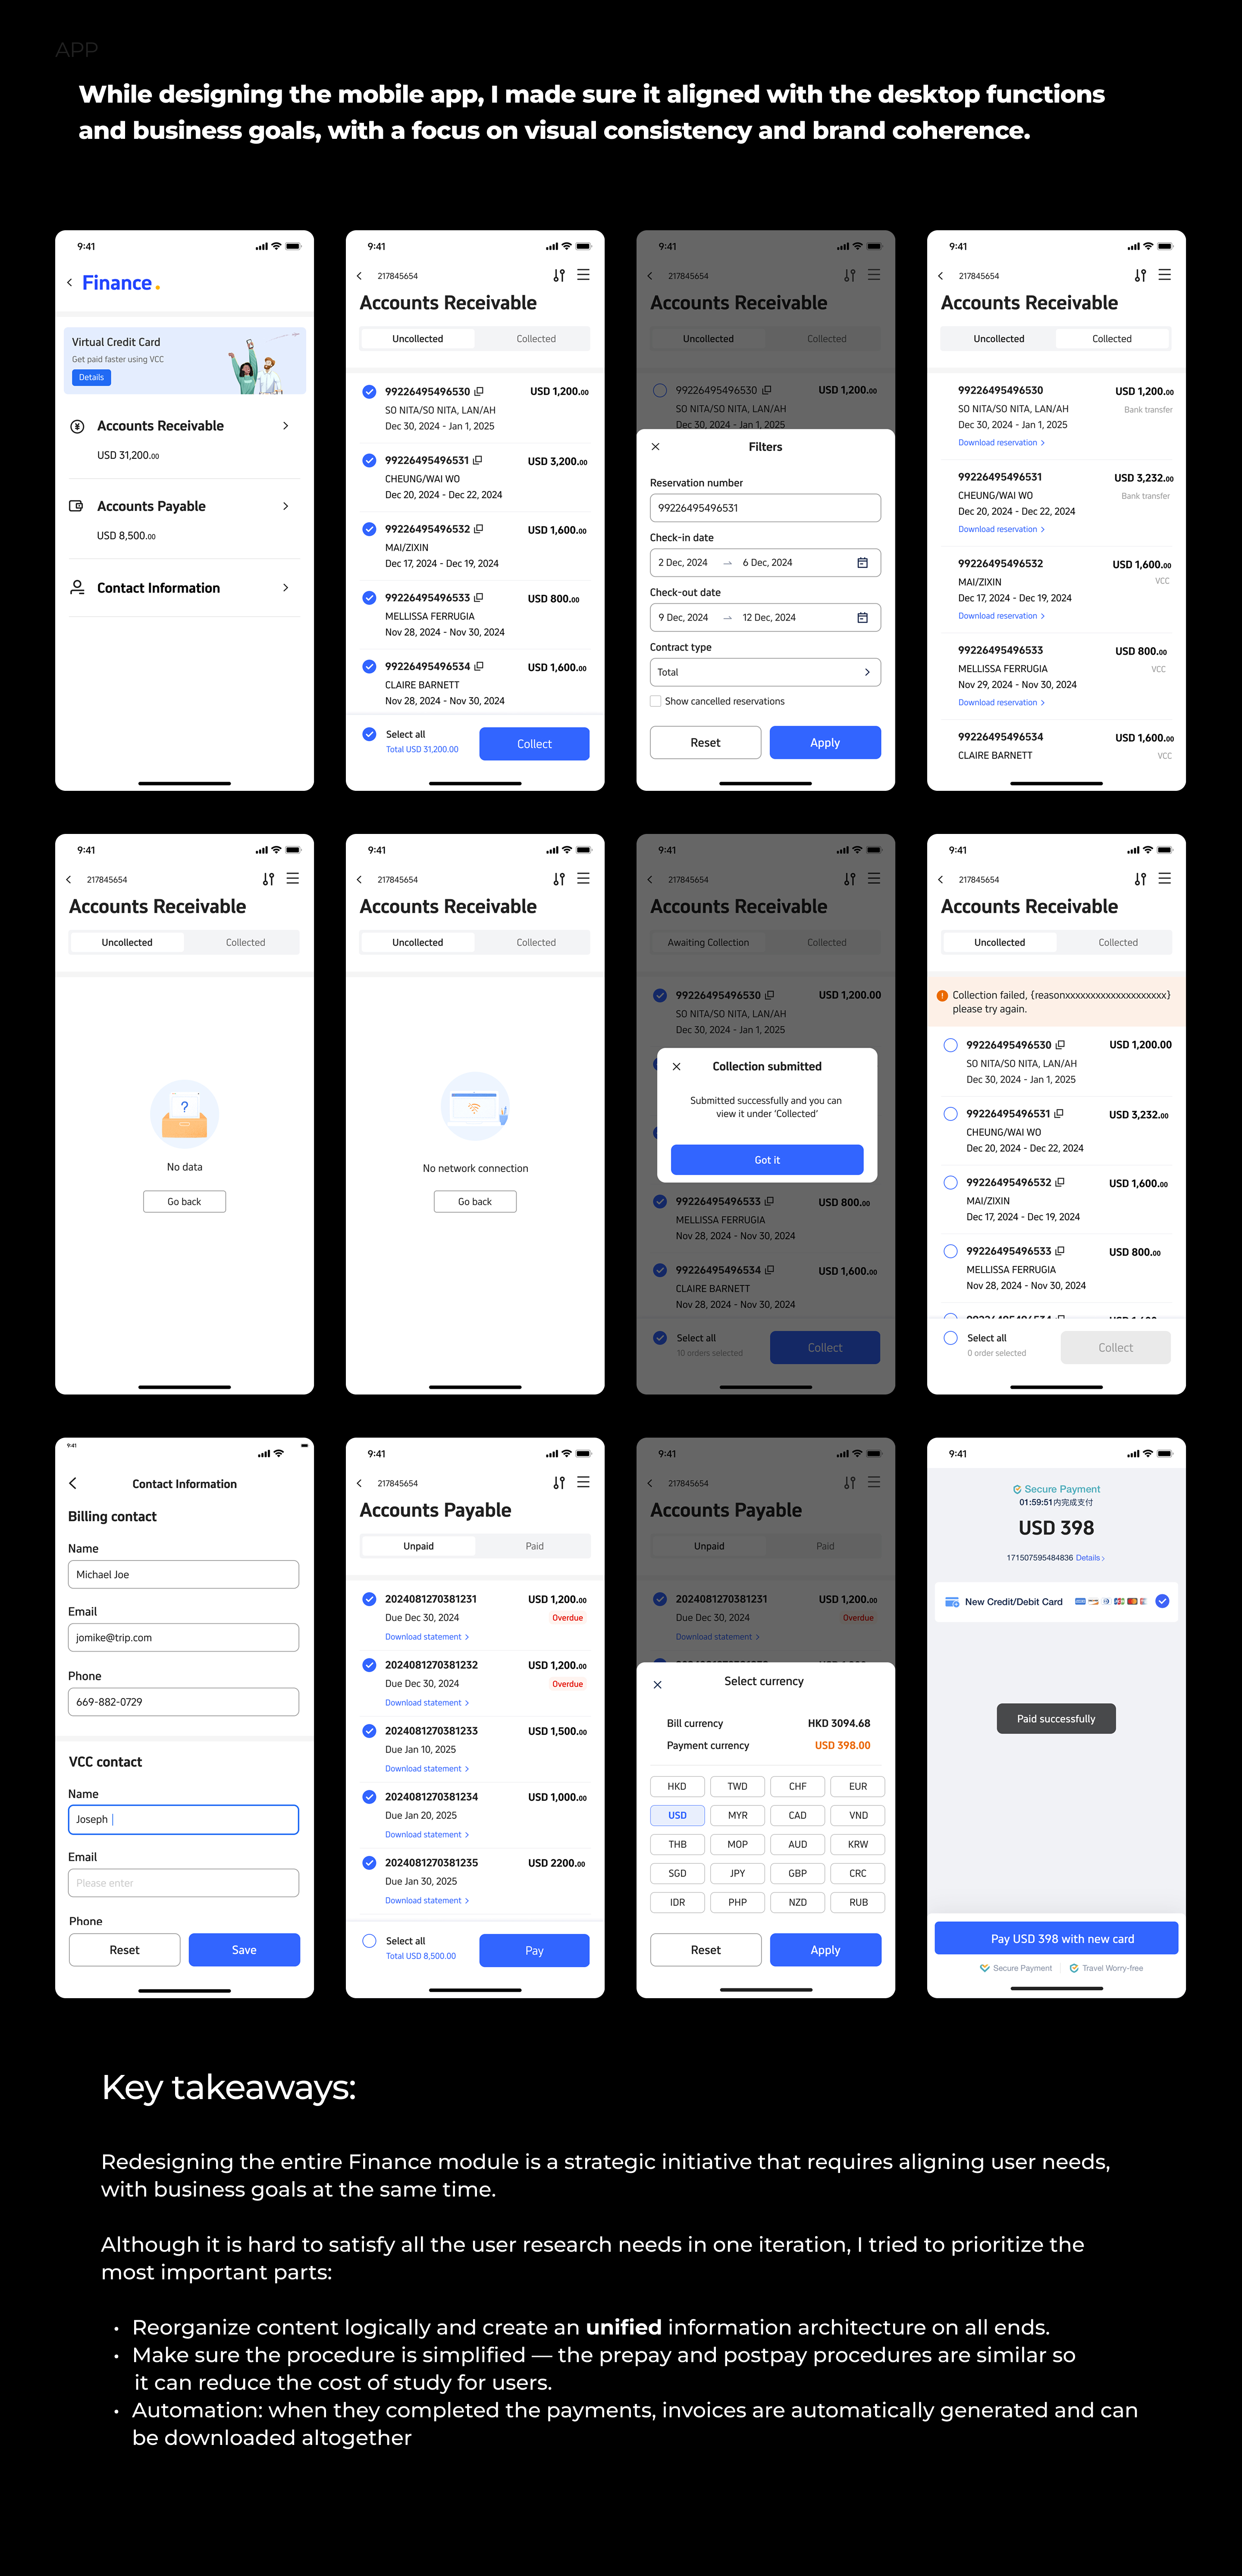 APP
While designing the mobile app, I made sure it aligned with the desktop functions
and business goals, with a focus on visual consistency and brand coherence.
9:41
Finance.
Virtual Credit Card
Get paid faster using VCC
Details
Accounts Receivable
USD 31,200.00
Accounts Payable
USD 8,500.00
Contact Information
9:41
217845654
Accounts Receivable
Uncollected Collected
99226495496530 USD 1,200.00
SO NITA/SO NITA, LAN/AH
Dec 30, 2024 - Jan 1, 2025
99226495496531 USD 3,200.00
CHEUNG/WAI WO
Dec 20, 2024 - Dec 22, 2024
99226495496532 USD 1,600.00
MAI/ZIXIN
Dec 17, 2024 - Dec 19, 2024
99226495496533 USD 800.00
MELLISSA FERRUGIA
Nov 28, 2024 - Nov 30, 2024
99226495496534 USD 1,600.00
CLAIRE BARNETT
Nov 28, 2024 - Nov 30, 2024
Select all
Total USD 31,200.00
Collect
9:41
217845654
Accounts Receivable
Uncollected Collected
99226495496530 USD 1,200.00
SO NITA/SO NITA, LAN/AH
Dec 30, 2024 - Jan 1, 2025
Filters
Reservation number
99226495496531
Check-in date
2 Dec, 2024 → 6 Dec, 2024
Check-out date
9 Dec, 2024 → 12 Dec, 2024
Contract type
Total
Show cancelled reservations
Reset Apply
9:41
217845654
Accounts Receivable
Uncollected Collected
99226495496530 USD 1,200.00
SO NITA/SO NITA, LAN/AH Bank transfer
Dec 30, 2024 - Jan 1, 2025
Download reservation >
99226495496531 USD 3,232.00
CHEUNG/WAI WO Bank transfer
Dec 20, 2024 - Dec 22, 2024
Download reservation >
99226495496532 USD 1,600.00
MAI/ZIXIN VCC
Dec 17, 2024 - Dec 19, 2024
Download reservation >
99226495496533 USD 800.00
MELLISSA FERRUGIA VCC
Nov 29, 2024 - Nov 30, 2024
Download reservation >
99226495496534 USD 1,600.00
CLAIRE BARNETT VCC
9:41
217845654
Accounts Receivable
Uncollected Collected
?
No data
Go back
9:41
217845654
Accounts Receivable
Uncollected Collected
No network connection
Go back
9:41
217845654
Accounts Receivable
Awaiting Collection Collected
99226495496530 USD 1,200.00
SO NITA/SO NITA, LAN/AH
Dec 30, 2024 - Jan 1, 2025
Collection submitted
Submitted successfully and you can
view it under 'Collected'
Got it
99226495496533 USD 800.00
MELLISSA FERRUGIA
Nov 28, 2024 - Nov 30, 2024
99226495496534 USD 1,600.00
CLAIRE BARNETT
Nov 28, 2024 - Nov 30, 2024
Select all
10 orders selected
Collect
9:41
217845654
Accounts Receivable
Uncollected Collected
Collection failed, {reasonxxxxxxxxxxxxxxxxxxxx}
please try again.
99226495496530 USD 1,200.00
SO NITA/SO NITA, LAN/AH
Dec 30, 2024 - Jan 1, 2025
99226495496531 USD 3,232.00
CHEUNG/WAI WO
Dec 20, 2024 - Dec 22, 2024
99226495496532 USD 1,600.00
MAI/ZIXIN
Dec 17, 2024 - Dec 19, 2024
99226495496533 USD 800.00
MELLISSA FERRUGIA
Nov 28, 2024 - Nov 30, 2024
Select all
0 order selected
Collect
9:41
Contact Information
Billing contact
Name
Michael Joe
Email
jomike@trip.com
Phone
669-882-0729
VCC contact
Name
Joseph
Email
Please enter
Phone
Reset Save
9:41
217845654
Accounts Payable
Unpaid Paid
2024081270381231 USD 1,200.00
Due Dec 30, 2024 Overdue
Download statement >
2024081270381232 USD 1,200.00
Due Dec 30, 2024 Overdue
Download statement >
2024081270381233 USD 1,500.00
Due Jan 10, 2025
Download statement >
2024081270381234 USD 1,000.00
Due Jan 20, 2025
Download statement >
2024081270381235 USD 2200.00
Due Jan 30, 2025
Download statement >
Select all
Total USD 8,500.00
Pay
9:41
217845654
Accounts Payable
Unpaid Paid
2024081270381231 USD 1,200.00
Due Dec 30, 2024 Overdue
Download statement >
Select currency
Bill currency HKD 3094.68
Payment currency USD 398.00
HKD TWD CHF EUR
USD MYR CAD VND
THB MOP AUD KRW
SGD JPY GBP CRC
IDR PHP NZD RUB
Reset Apply
9:41
Secure Payment
01:59:51内完成支付
USD 398
171507595484836 Details >
New Credit/Debit Card
Paid successfully
Pay USD 398 with new card
Secure Payment Travel Worry-free
Key takeaways:
Redesigning the entire Finance module is a strategic initiative that requires aligning user needs,
with business goals at the same time.
Although it is hard to satisfy all the user research needs in one iteration, I tried to prioritize the
most important parts:
• Reorganize content logically and create an unified information architecture on all ends.
• Make sure the procedure is simplified — the prepay and postpay procedures are similar so
it can reduce the cost of study for users.
• Automation: when they completed the payments, invoices are automatically generated and can
be downloaded altogether